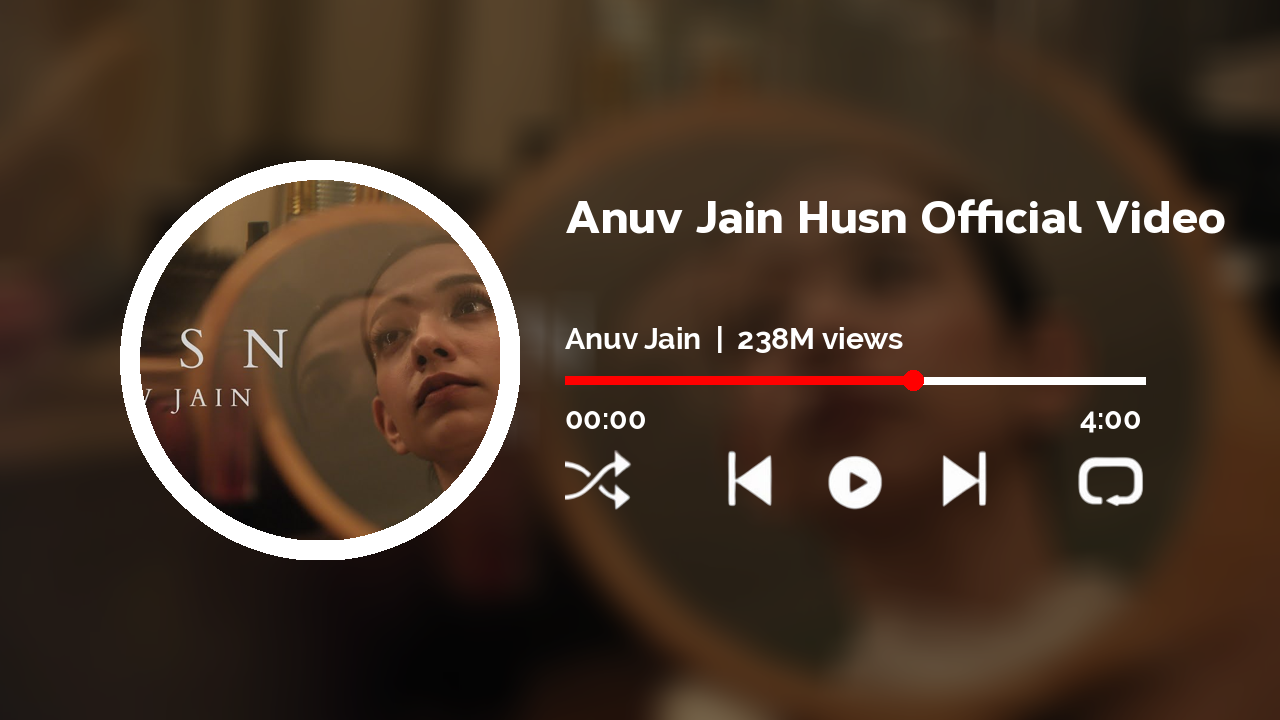 Anuv Jain Husn Official Video
S N
V JAIN
Anuv Jain | 238M views
00:00
4:00